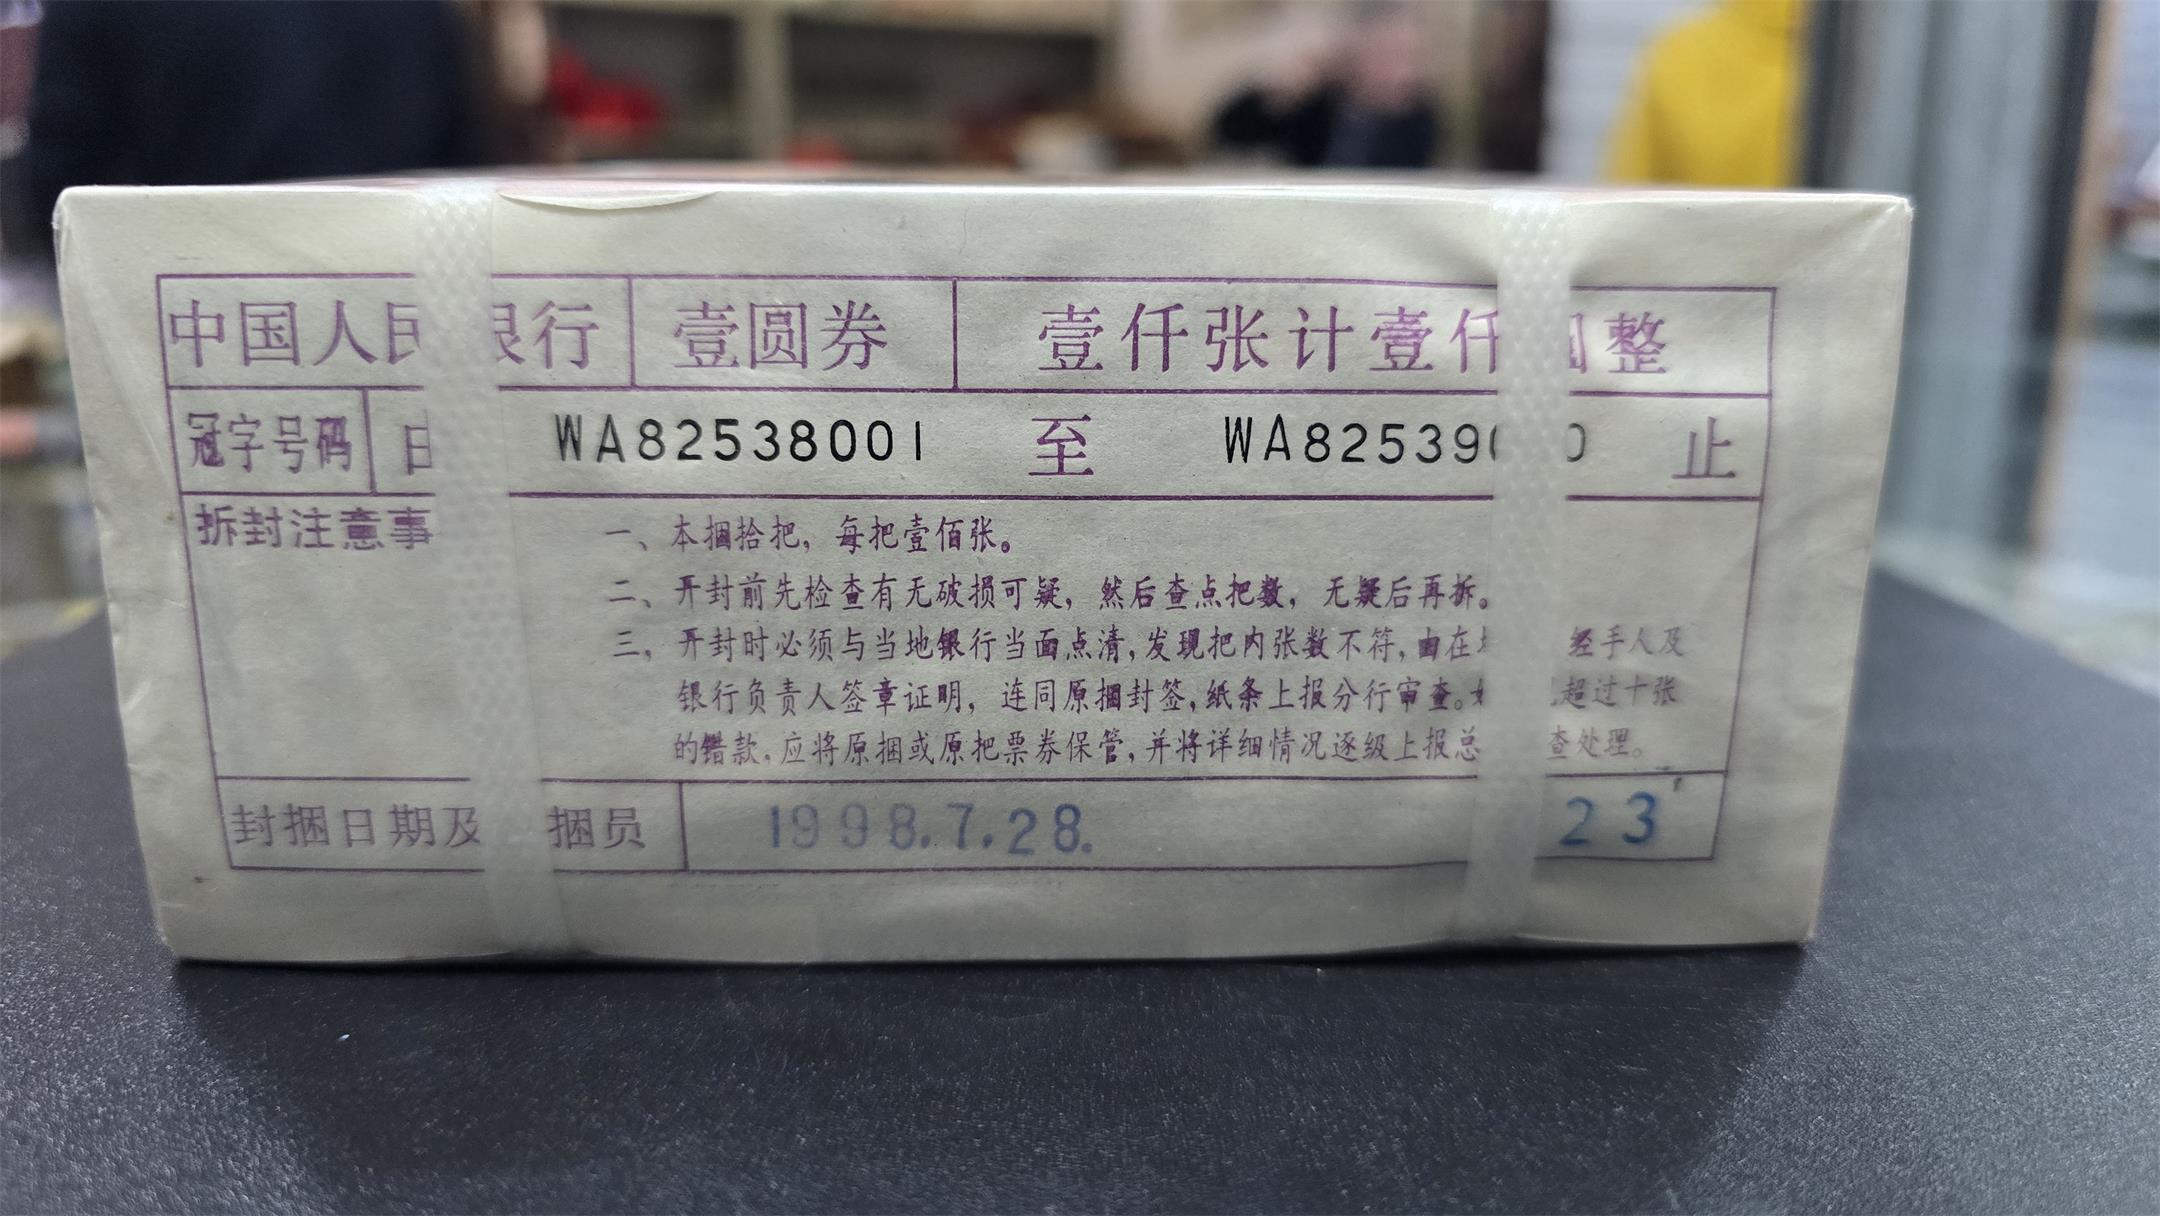 中国人民银行 壹圆券 壹仟张计壹仟圆整
冠字号码 由 WA82538001 至 WA82539000 止
拆封注意事
一、本捆拾把，每把壹佰张。
二、开封前先检查有无破损可疑，然后查点把数，无疑后再拆。
三，开封时必须与当地银行当面点清，发现把内张数不符，由在 经手人及
银行负责人签章证明，连同原捆封签，纸条上报分行审查。如 超过十张
的错款，应将原捆或原把票券保管，并将详细情况逐级上报总 查处理。
封捆日期及 捆员 1998.7.28. 23